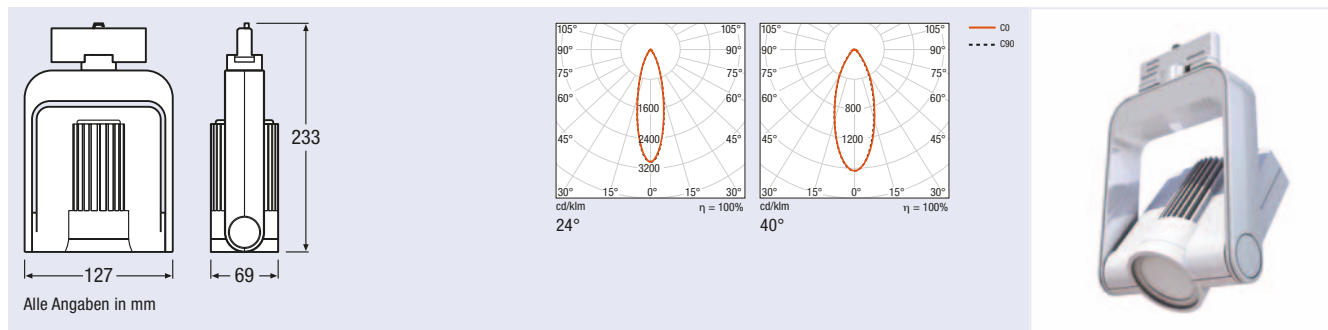 233
127
69
Alle Angaben in mm
105° 105°
90° 90°
75° 75°
60° 60°
45° 45°
1600
2400
3200
30° 15° 0° 15° 30°
cd/klm η = 100%
24°
105° 105°
90° 90°
75° 75°
60° 60°
45° 45°
800
1200
30° 15° 0° 15° 30°
cd/klm η = 100%
40°
C0
C90